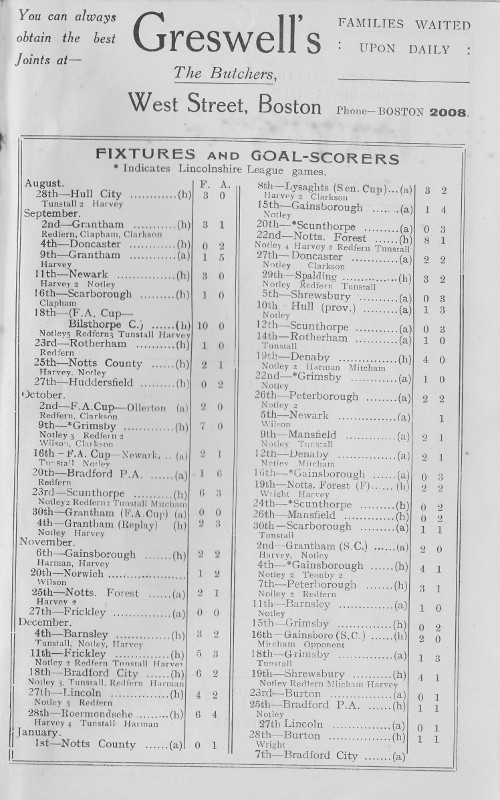 You can always
obtain the best
Joints at—
Greswell's
The Butchers,
West Street, Boston
FAMILIES WAITED
: UPON DAILY :
Phone—BOSTON 2008.
FIXTURES AND GOAL-SCORERS
* Indicates Lincolnshire League games.
August. F. A.
28th—Hull City ............(h) 3 0
Tunstall 2 Harvey
September.
2nd—Grantham ............(h) 3 1
Redfern, Clapham, Clarkson
4th—Doncaster ............(h) 0 2
9th—Grantham ............(a) 1 5
Harvey
11th—Newark ............(h) 3 0
Harvey 2 Notley
16th—Scarborough ......(h) 1 0
Clapham
18th—(F.A. Cup—
Bilsthorpe C.) ......(h) 10 0
Notley5 Redfern3 Tunstall Harvey
23rd—Rotherham .........(h) 1 0
Redfern
25th—Notts County ......(h) 2 1
Harvey, Notley
27th—Huddersfield ......(h) 0 2
October.
2nd—F.A.Cup—Ollerton (a) 2 0
Redfern, Clarkson
9th—*Grimsby ............(h) 7 0
Notley 3 Redfern 2
Wilson, Clarkson
16th - F.A. Cup—Newark... (a) 2 1
Tunstall Notley
20th—Bradford P.A. ......(a) 1 6
Redfern
23rd—Scunthorpe .........(h) 6 3
Notley2 Redfern2 Tunstall Mitcham
30th—Grantham (F.A.Cup) (a) 0 0
4th—Grantham (Replay) (h) 2 3
Notley Harvey
November.
6th—Gainsborough ......(h) 2 2
Harman, Harvey
20th—Norwich .................. 1 2
Wilson
25th—Notts. Forest ......(a) 2 1
Harvey 2
27th—Frickley ............(a) 0 0
December.
4th—Barnsley ............(h) 3 2
Tunstall, Notley, Harvey
11th—Frickley ............(h) 5 3
Notley 2 Redfern Tunstall Harvey
18th—Bradford City ......(h) 6 2
Notley 3. Tunstall, Redfern Harman
27th—Lincoln ............(h) 4 2
Notley 3 Redfern
28th—Roermondsche .........(h) 6 4
Harvey 4 Tunstall Harman
January.
1st—Notts County ......(a) 0 1
8th—Lysaghts (Sen. Cup)...(a) 3 2
Harvey 2 Clarkson
15th—Gainsborough ......(a) 1 4
Notley
20th—*Scunthorpe ......(a) 0 3
22nd—Notts. Forest ......(h) 8 1
Notley 4 Harvey 2 Redfern Tunstall
27th—Doncaster .........(a) 2 2
Notley Clarkson
29th—Spalding ............(h) 3 2
Notley Redfern Tunstall
5th—Shrewsbury .........(a) 0 3
10th Hull (prov.) ......(a) 1 3
Notley
12th—Scunthorpe .........(a) 0 3
14th—Rotherham .........(a) 1 0
Tunstall
19th—Denaby ............(h) 4 0
Notley 2 Harman Mitcham
22nd—*Grimsby .........(a) 1 0
Notley
26th—Peterborough ......(a) 2 2
Notley 2
5th—Newark ............(a) 1
Wilson
9th—Mansfield ............(a) 2 1
Notley Tunstall
12th—Denaby ............(a) 2 1
Notley Mitcham
16th—*Gainsborough ......(a) 0 3
19th—Notts. Forest (F)......(h) 2 2
Wright Harvey
24th—*Scunthorpe .........(h) 0 2
26th—Mansfield .........(h) 0 2
30th—Scarborough .........(a) 1 1
Tunstall
2nd—Grantham (S.C.) ......(a) 2 0
Harvey, Notley
4th—*Gainsborough ......(h) 4 1
Notley 2 Teanby 2
7th—Peterborough .........(h) 3 1
Notley 2 Redfern
11th—Barnsley ............(a) 1 0
Notley
15th—Grimsby ............(h) 0 2
16th—Gainsboro (S.C.) ......(h) 2 0
Mitcham Opponent
18th—Grimsby ............(a) 1 3
Tunstall
19th—Shrewsbury .........(h) 4 1
Notley Redfern Mitcham Harvey
23rd—Burton ............(a) 0 1
25th—Bradford P.A. ......(h) 1 1
Notley
27th Lincoln ............(a) 0 1
28th—Burton ............(h) 1 1
Wright
7th—Bradford City ......(a)